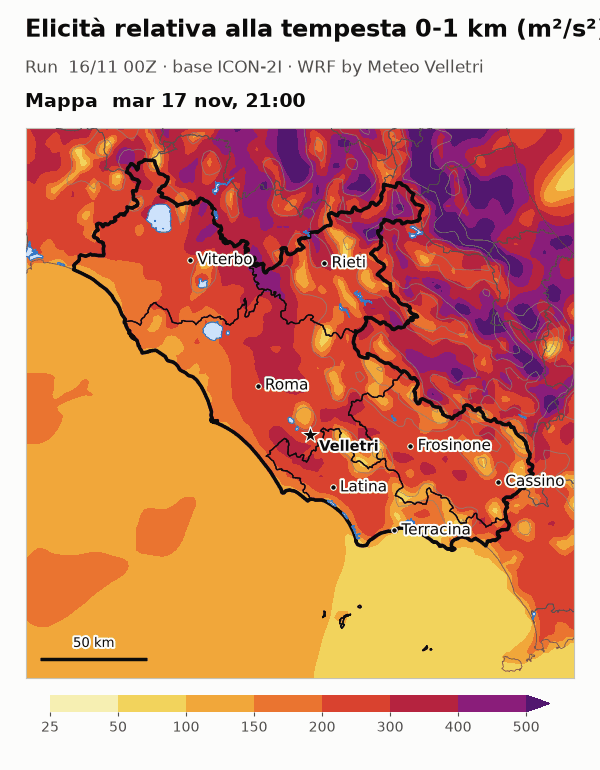 Elicità relativa alla tempesta 0-1 km (m²/s²)
Run 16/11 00Z · base ICON-2I · WRF by Meteo Velletri
Mappa mar 17 nov, 21:00
Viterbo
Rieti
Roma
Velletri
Frosinone
Latina
Cassino
Terracina
50 km
25 50 100 150 200 300 400 500